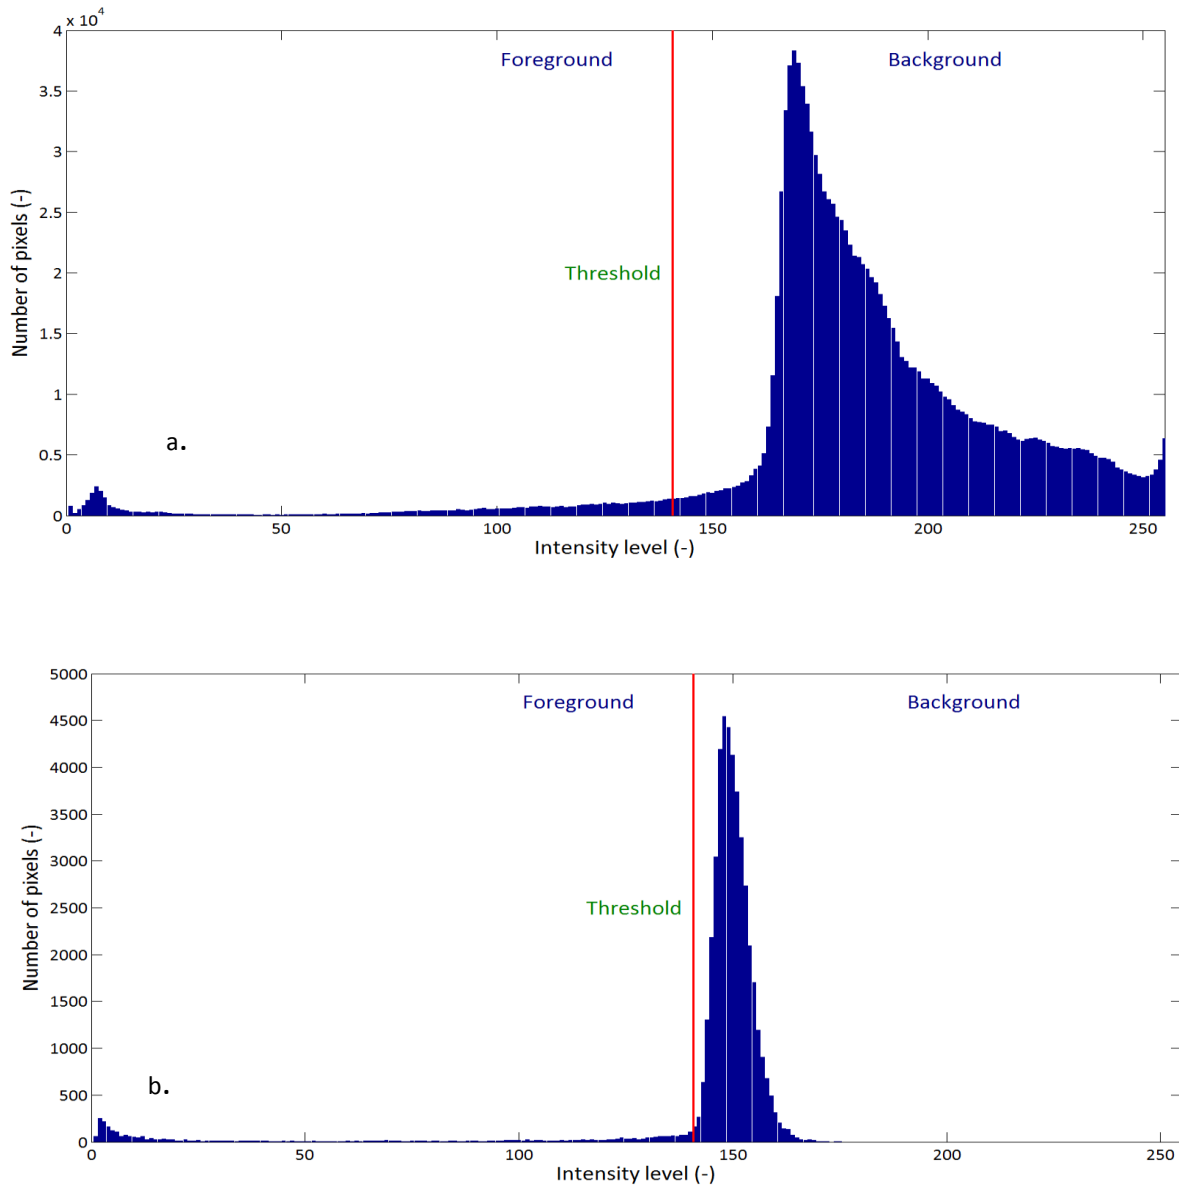 x 10^4
4
Foreground Background
3.5
3
2.5
Threshold
2
1.5
1
a.
0.5
0
0 50 100 150 200 250
Number of pixels (-)
Intensity level (-)
5000
Foreground Background
4500
4000
3500
3000
2500
Threshold
2000
1500
1000
b.
500
0
0 50 100 150 200 250
Number of pixels (-)
Intensity level (-)